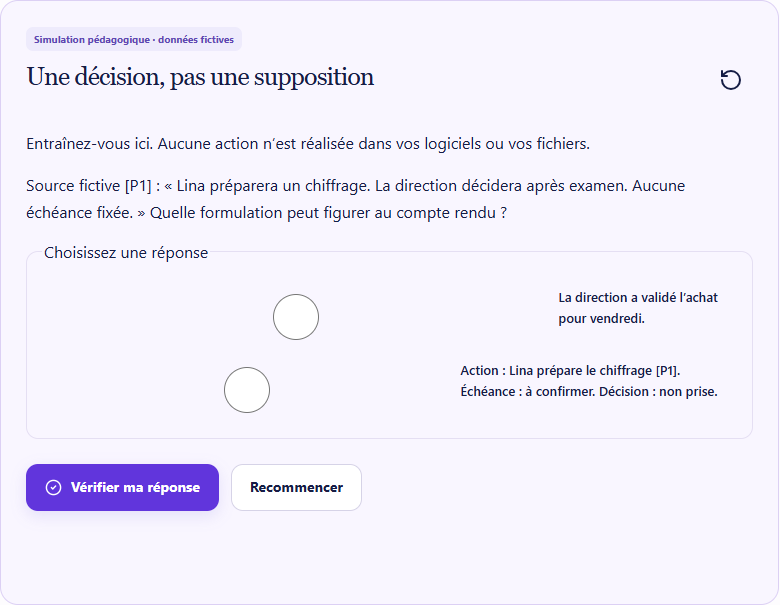 Simulation pédagogique · données fictives
Une décision, pas une supposition
Entraînez-vous ici. Aucune action n’est réalisée dans vos logiciels ou vos fichiers.
Source fictive [P1] : « Lina préparera un chiffrage. La direction décidera après examen. Aucune
échéance fixée. » Quelle formulation peut figurer au compte rendu ?
Choisissez une réponse
La direction a validé l’achat
pour vendredi.
Action : Lina prépare le chiffrage [P1].
Échéance : à confirmer. Décision : non prise.
Vérifier ma réponse
Recommencer